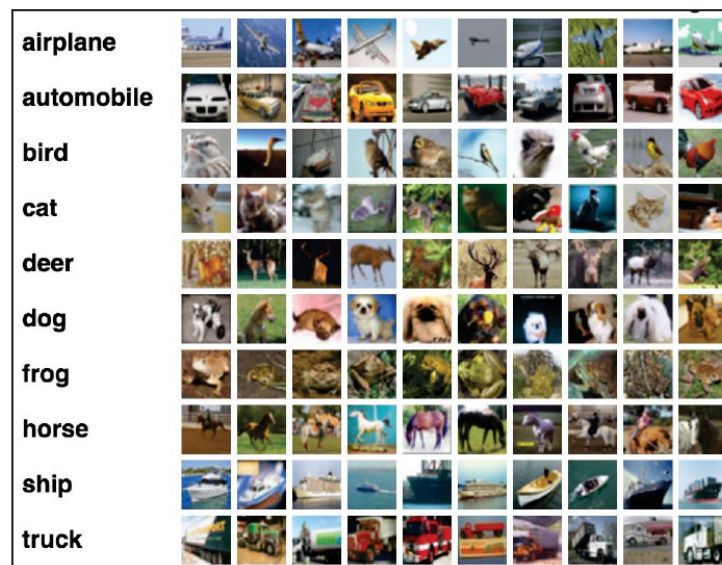 airplane
automobile
bird
cat
deer
dog
frog
horse
ship
truck